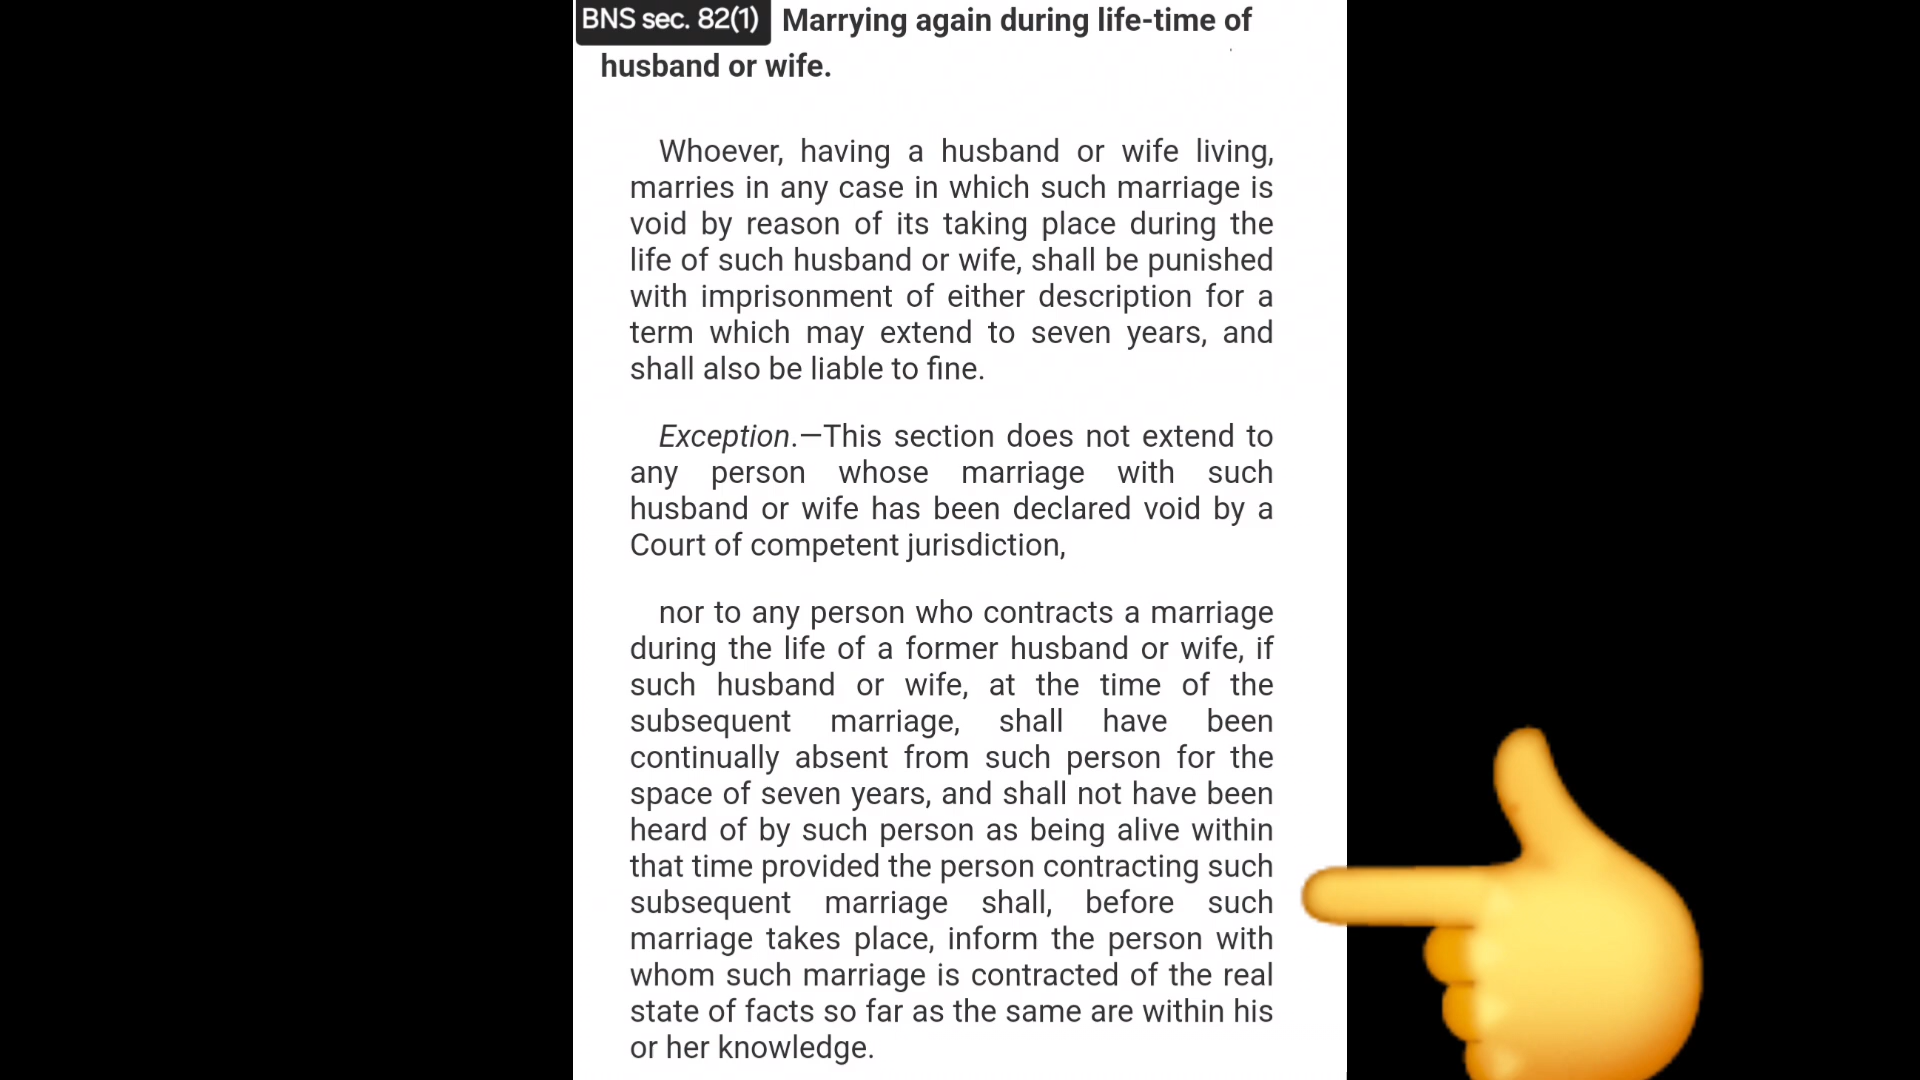 BNS sec. 82(1) Marrying again during life-time of
husband or wife.
Whoever, having a husband or wife living,
marries in any case in which such marriage is
void by reason of its taking place during the
life of such husband or wife, shall be punished
with imprisonment of either description for a
term which may extend to seven years, and
shall also be liable to fine.
Exception.—This section does not extend to
any person whose marriage with such
husband or wife has been declared void by a
Court of competent jurisdiction,
nor to any person who contracts a marriage
during the life of a former husband or wife, if
such husband or wife, at the time of the
subsequent marriage, shall have been
continually absent from such person for the
space of seven years, and shall not have been
heard of by such person as being alive within
that time provided the person contracting such
subsequent marriage shall, before such
marriage takes place, inform the person with
whom such marriage is contracted of the real
state of facts so far as the same are within his
or her knowledge.